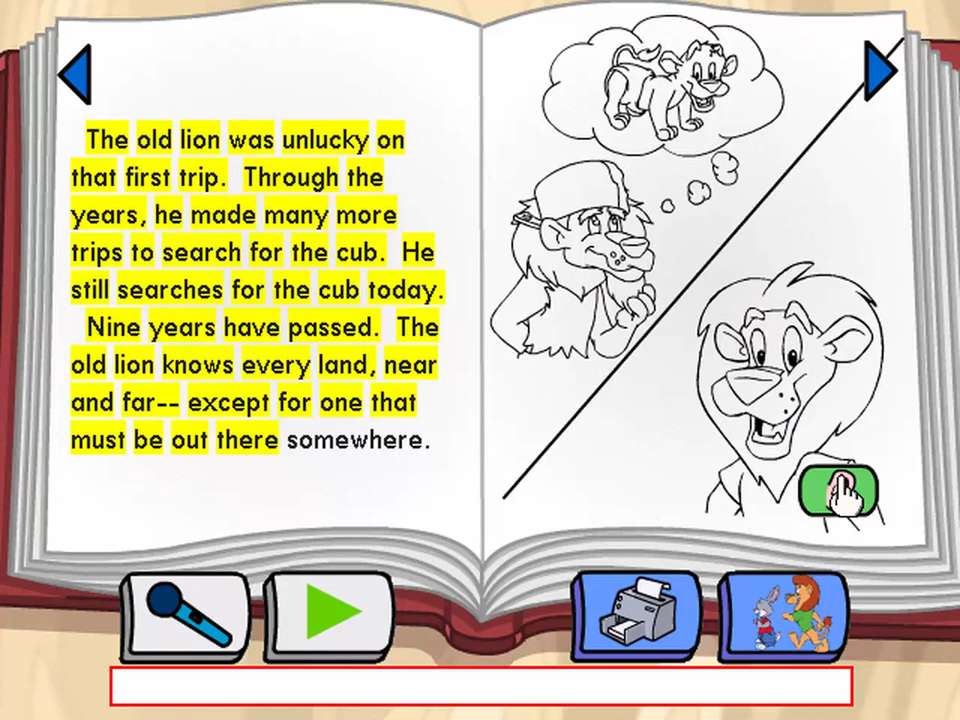 The old lion was unlucky on
that first trip.  Through the
years, he made many more
trips to search for the cub.  He
still searches for the cub today.
Nine years have passed.  The
old lion knows every land, near
and far-- except for one that
must be out there somewhere.